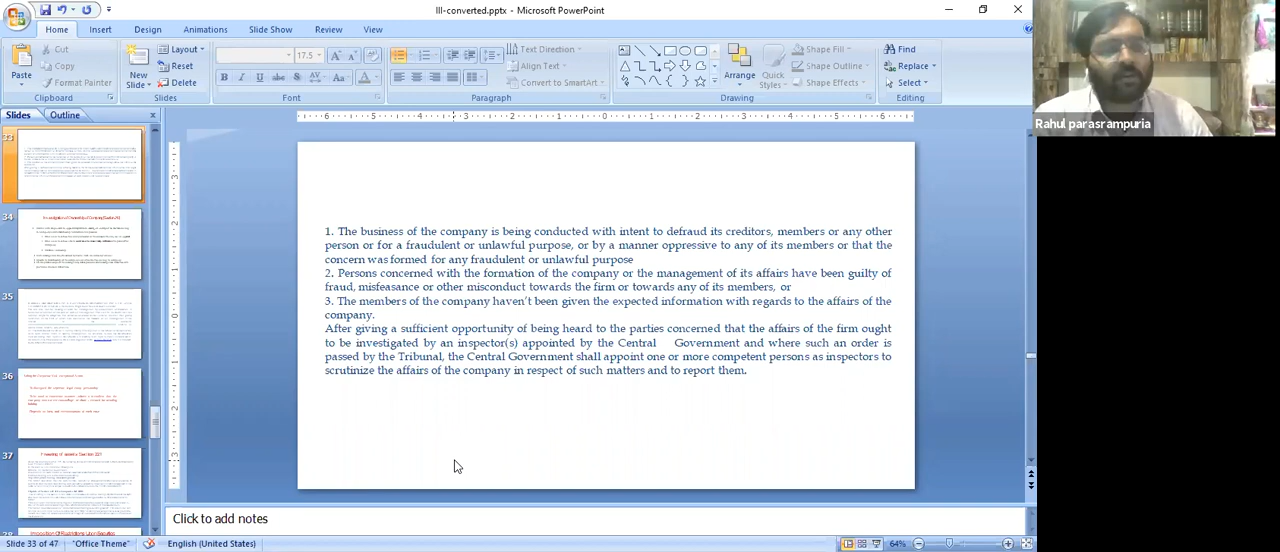 III-converted.pptx - Microsoft PowerPoint
Home Insert Design Animations Slide Show Review View
Paste
Cut
Copy
Format Painter
Clipboard
New
Slide
Layout
Reset
Delete
Slides
17.5
Font
Text Direction
Align Text
Convert to SmartArt
Paragraph
Arrange
Quick
Styles
Shape Fill
Shape Outline
Shape Effects
Drawing
Find
Replace
Select
Editing
Rahul parasrampuria
Slides Outline
33
34
35
36
37
1. The business of the company is being conducted with intent to defraud its creditors, members or any other
person or for a fraudulent or unlawful purpose or by a manner oppressive to any of its members or that the
company was formed for any fraudulent or unlawful purpose
2. Persons concerned with the formation of the company or the management of its affairs have been guilty of
fraud, misfeasance or other misconduct towards the firm or towards any of its members, or
3. The members of the company haven't been given the expected information with respect to the affairs of the
company.
After giving a sufficient opportunity of being heard to the parties concerned that the affairs of the firm ought
to be investigated by an inspector appointed by the Central Government and where such an order is
passed by the Tribunal, the Central Government shall appoint one or more competent persons as inspectors to
scrutinize the affairs of the company in respect of such matters and to report them.
Click to add notes
Slide 33 of 47 "Office Theme" English (United States) 64%